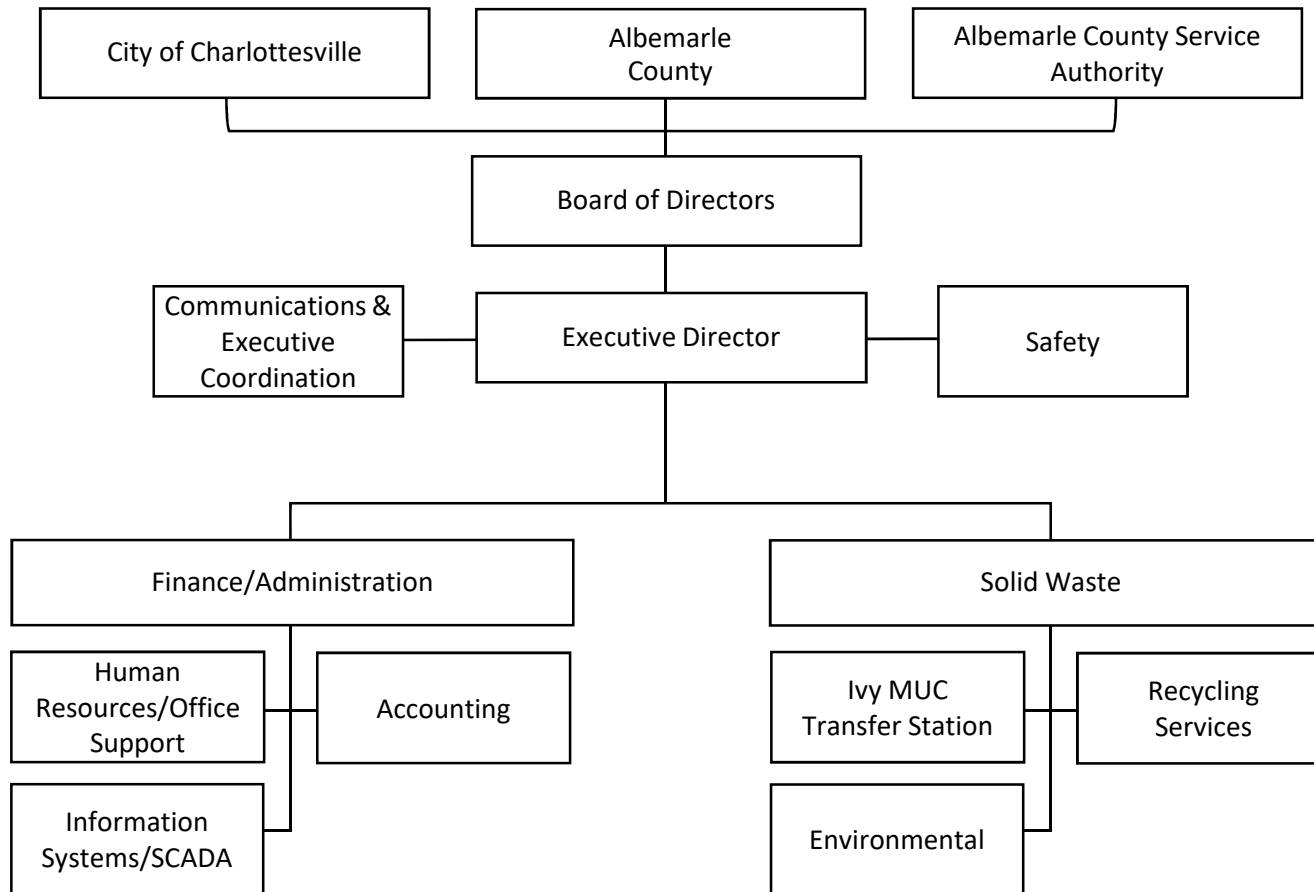 City of Charlottesville
Albemarle
County
Albemarle County Service
Authority
Board of Directors
Communications &
Executive
Coordination
Executive Director
Safety
Finance/Administration
Solid Waste
Human
Resources/Office
Support
Accounting
Ivy MUC
Transfer Station
Recycling
Services
Information
Systems/SCADA
Environmental